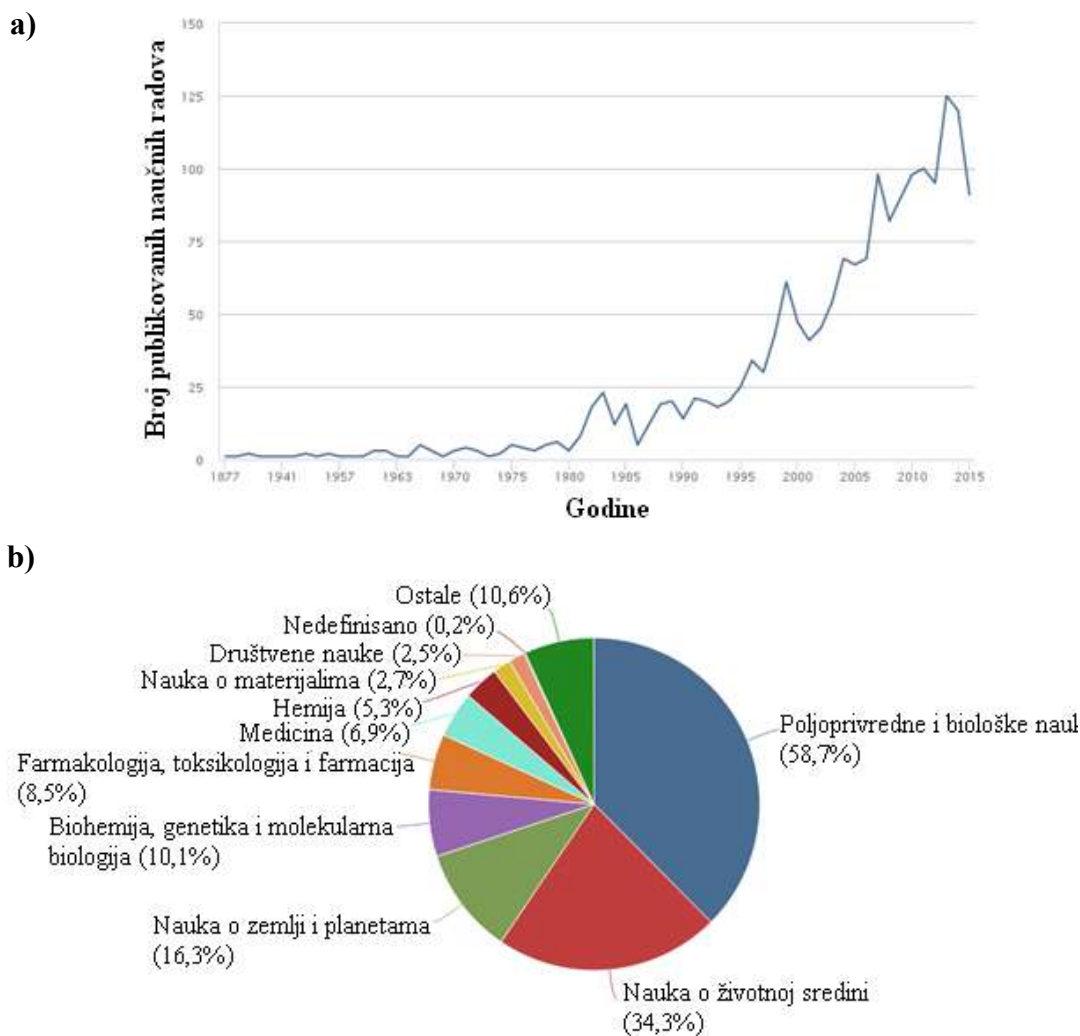 a)
Broj publikovanih naučnih radova
150
125
100
75
50
25
0
1877 1941 1957 1963 1970 1975 1980 1985 1990 1995 2000 2005 2010 2015
Godine
b)
Ostale (10,6%)
Nedefinisano (0,2%)
Društvene nauke (2,5%)
Nauka o materijalima (2,7%)
Hemija (5,3%)
Medicina (6,9%)
Farmakologija, toksikologija i farmacija
(8,5%)
Biohemija, genetika i molekularna
biologija (10,1%)
Nauka o zemlji i planetama
(16,3%)
Poljoprivredne i biološke nauk
(58,7%)
Nauka o životnoj sredini
(34,3%)